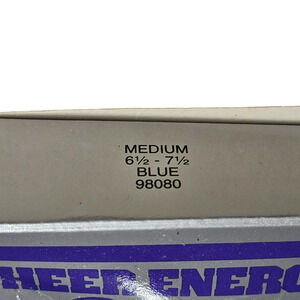 MEDIUM
6½ - 7½
BLUE
98080
HEER ENERG